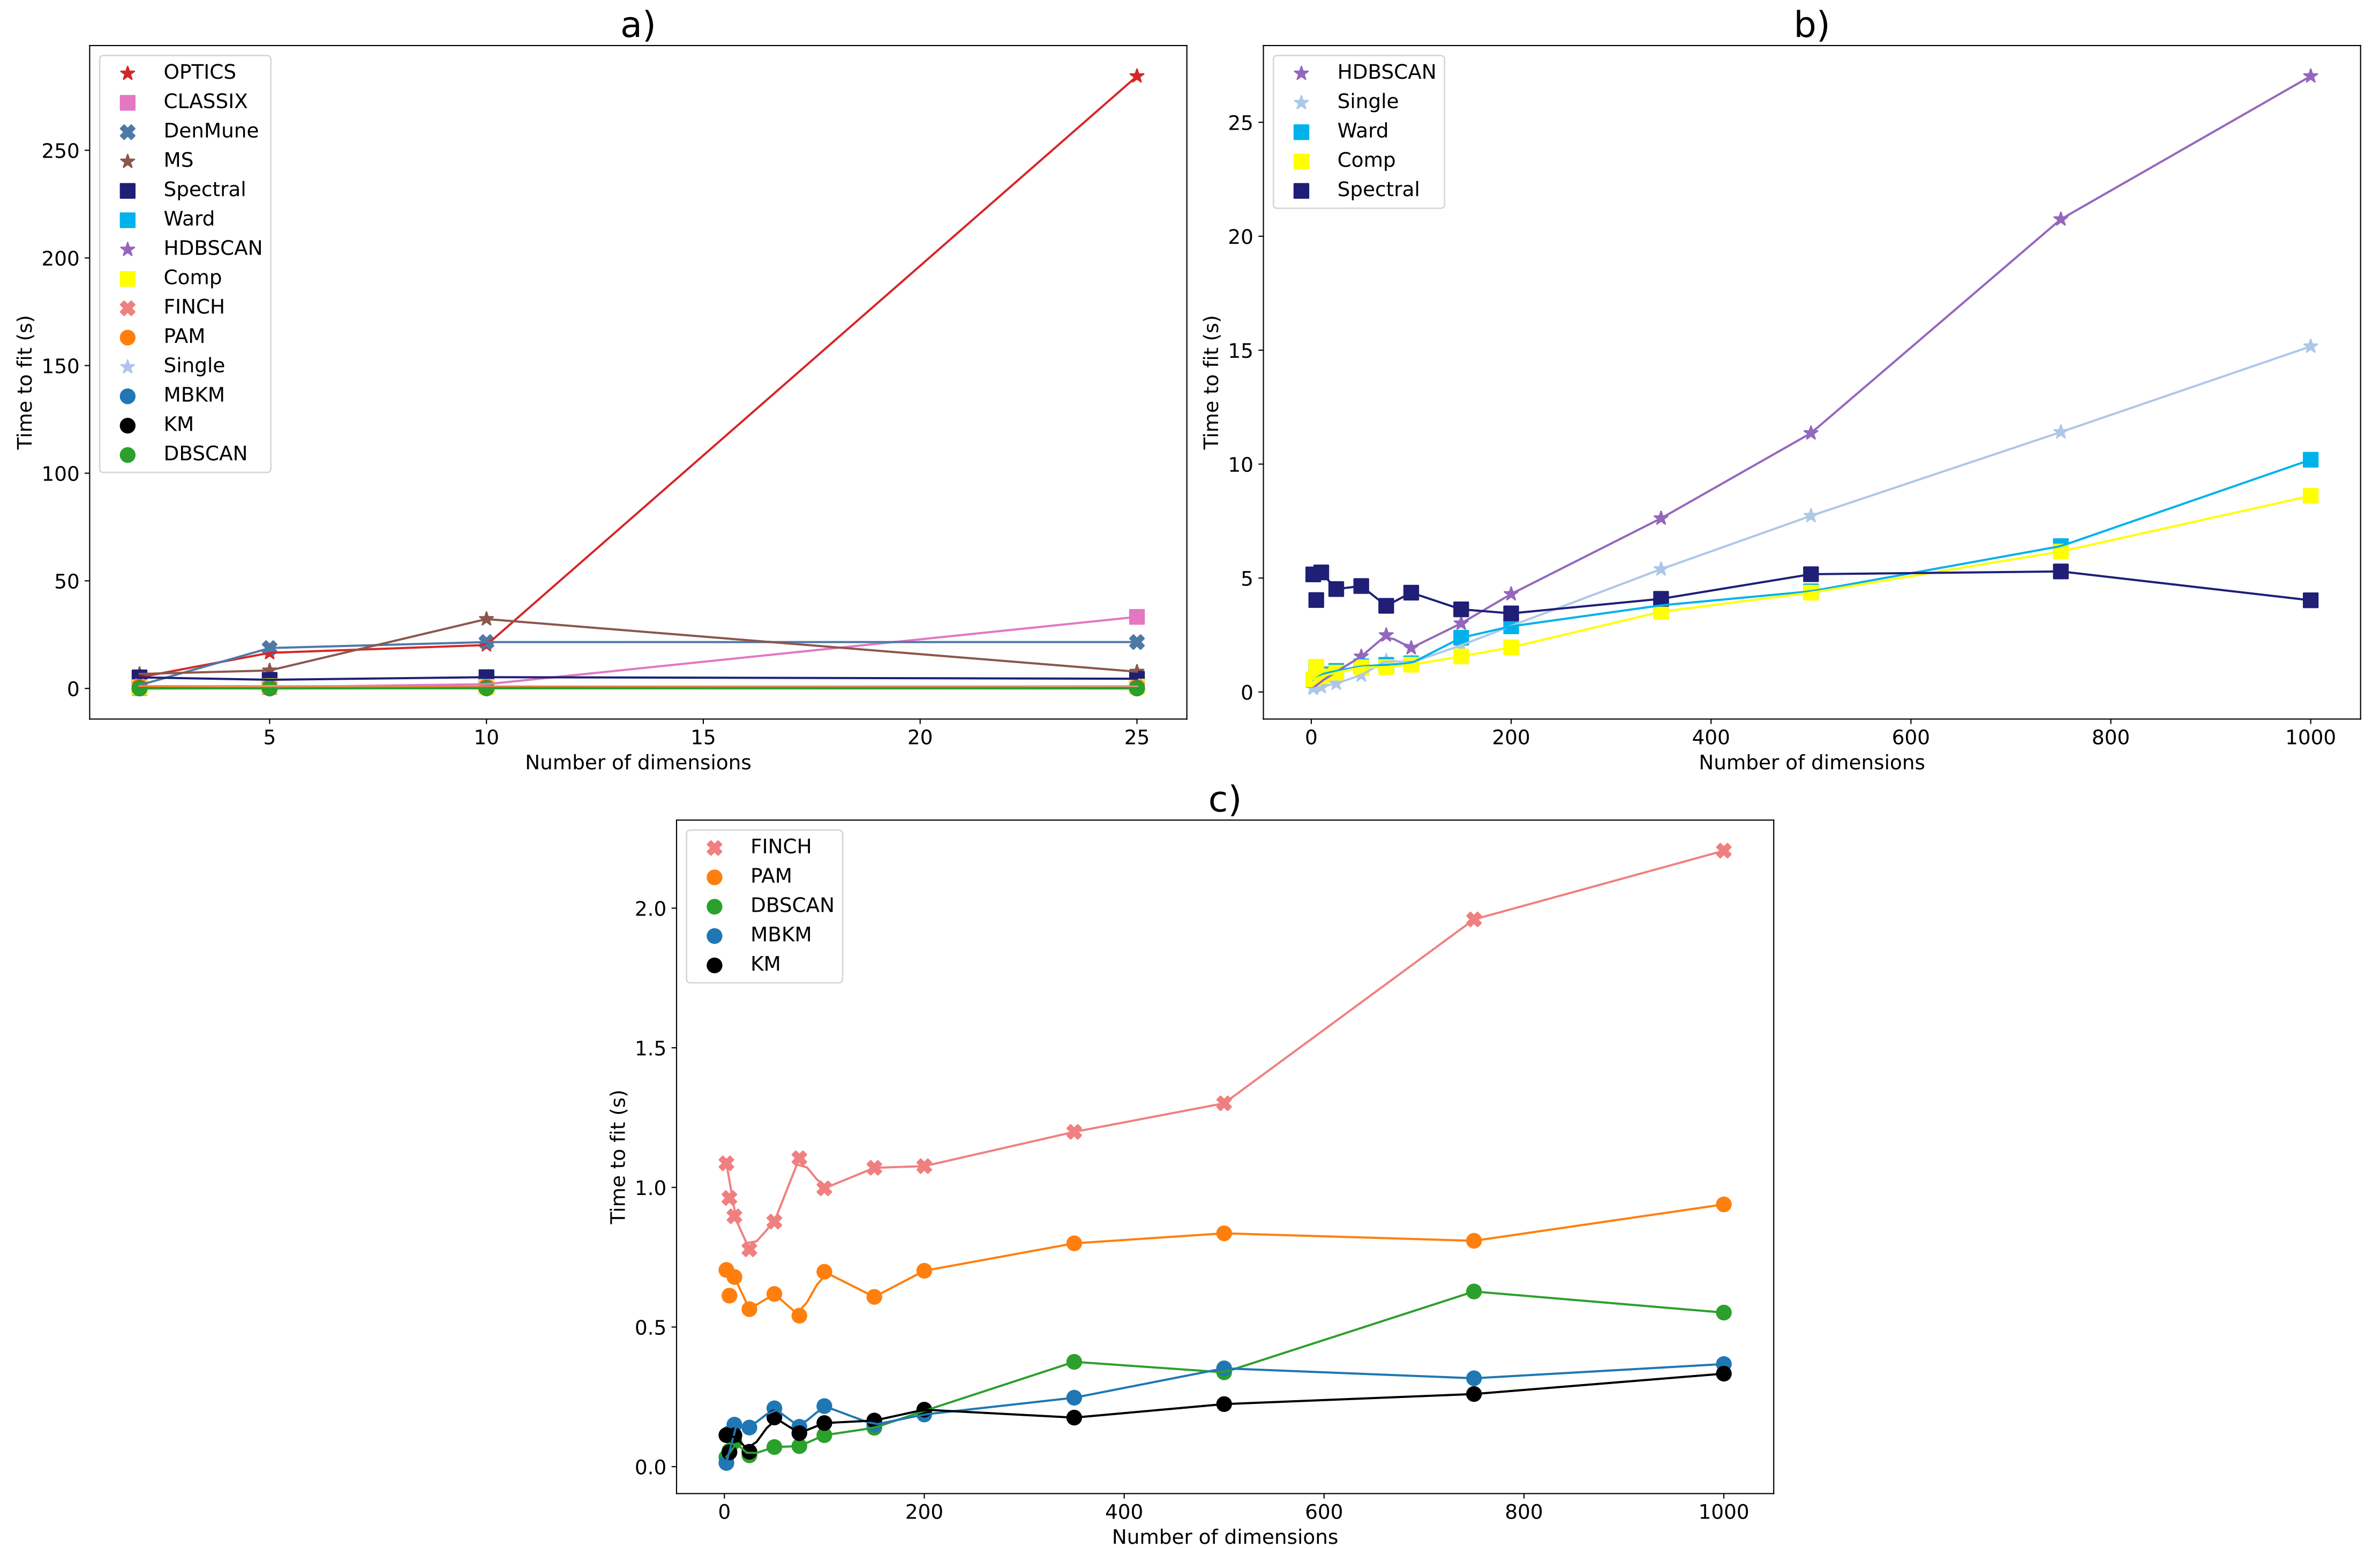 a)
OPTICS
CLASSIX
DenMune
MS
Spectral
Ward
HDBSCAN
Comp
FINCH
PAM
Single
MBKM
KM
DBSCAN
250
200
150
100
50
0
Time to fit (s)
5
10
15
20
25
Number of dimensions
b)
HDBSCAN
Single
Ward
Comp
Spectral
25
20
15
10
5
0
Time to fit (s)
0
200
400
600
800
1000
Number of dimensions
c)
FINCH
PAM
DBSCAN
MBKM
KM
2.0
1.5
1.0
0.5
0.0
Time to fit (s)
0
200
400
600
800
1000
Number of dimensions